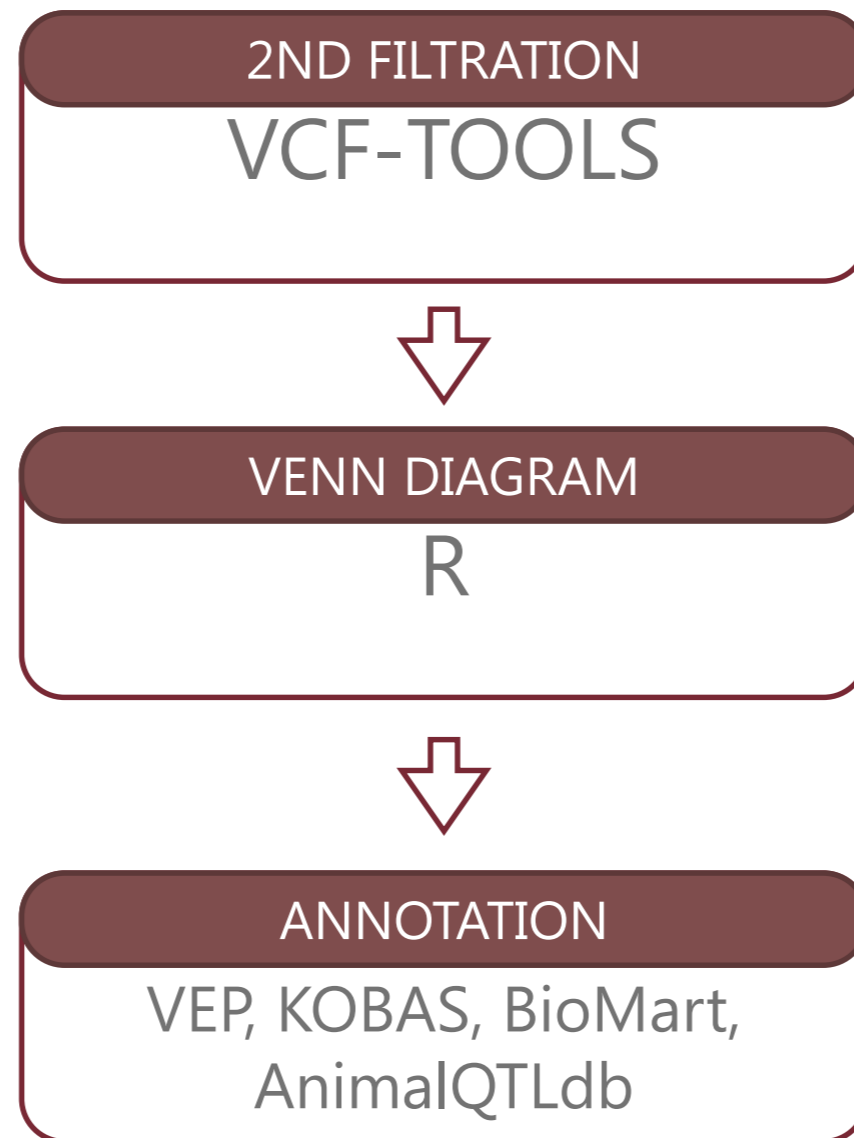 2ND FILTRATION
VCF-TOOLS
VENN DIAGRAM
R
ANNOTATION
VEP, KOBAS, BioMart,
AnimalQTLdb